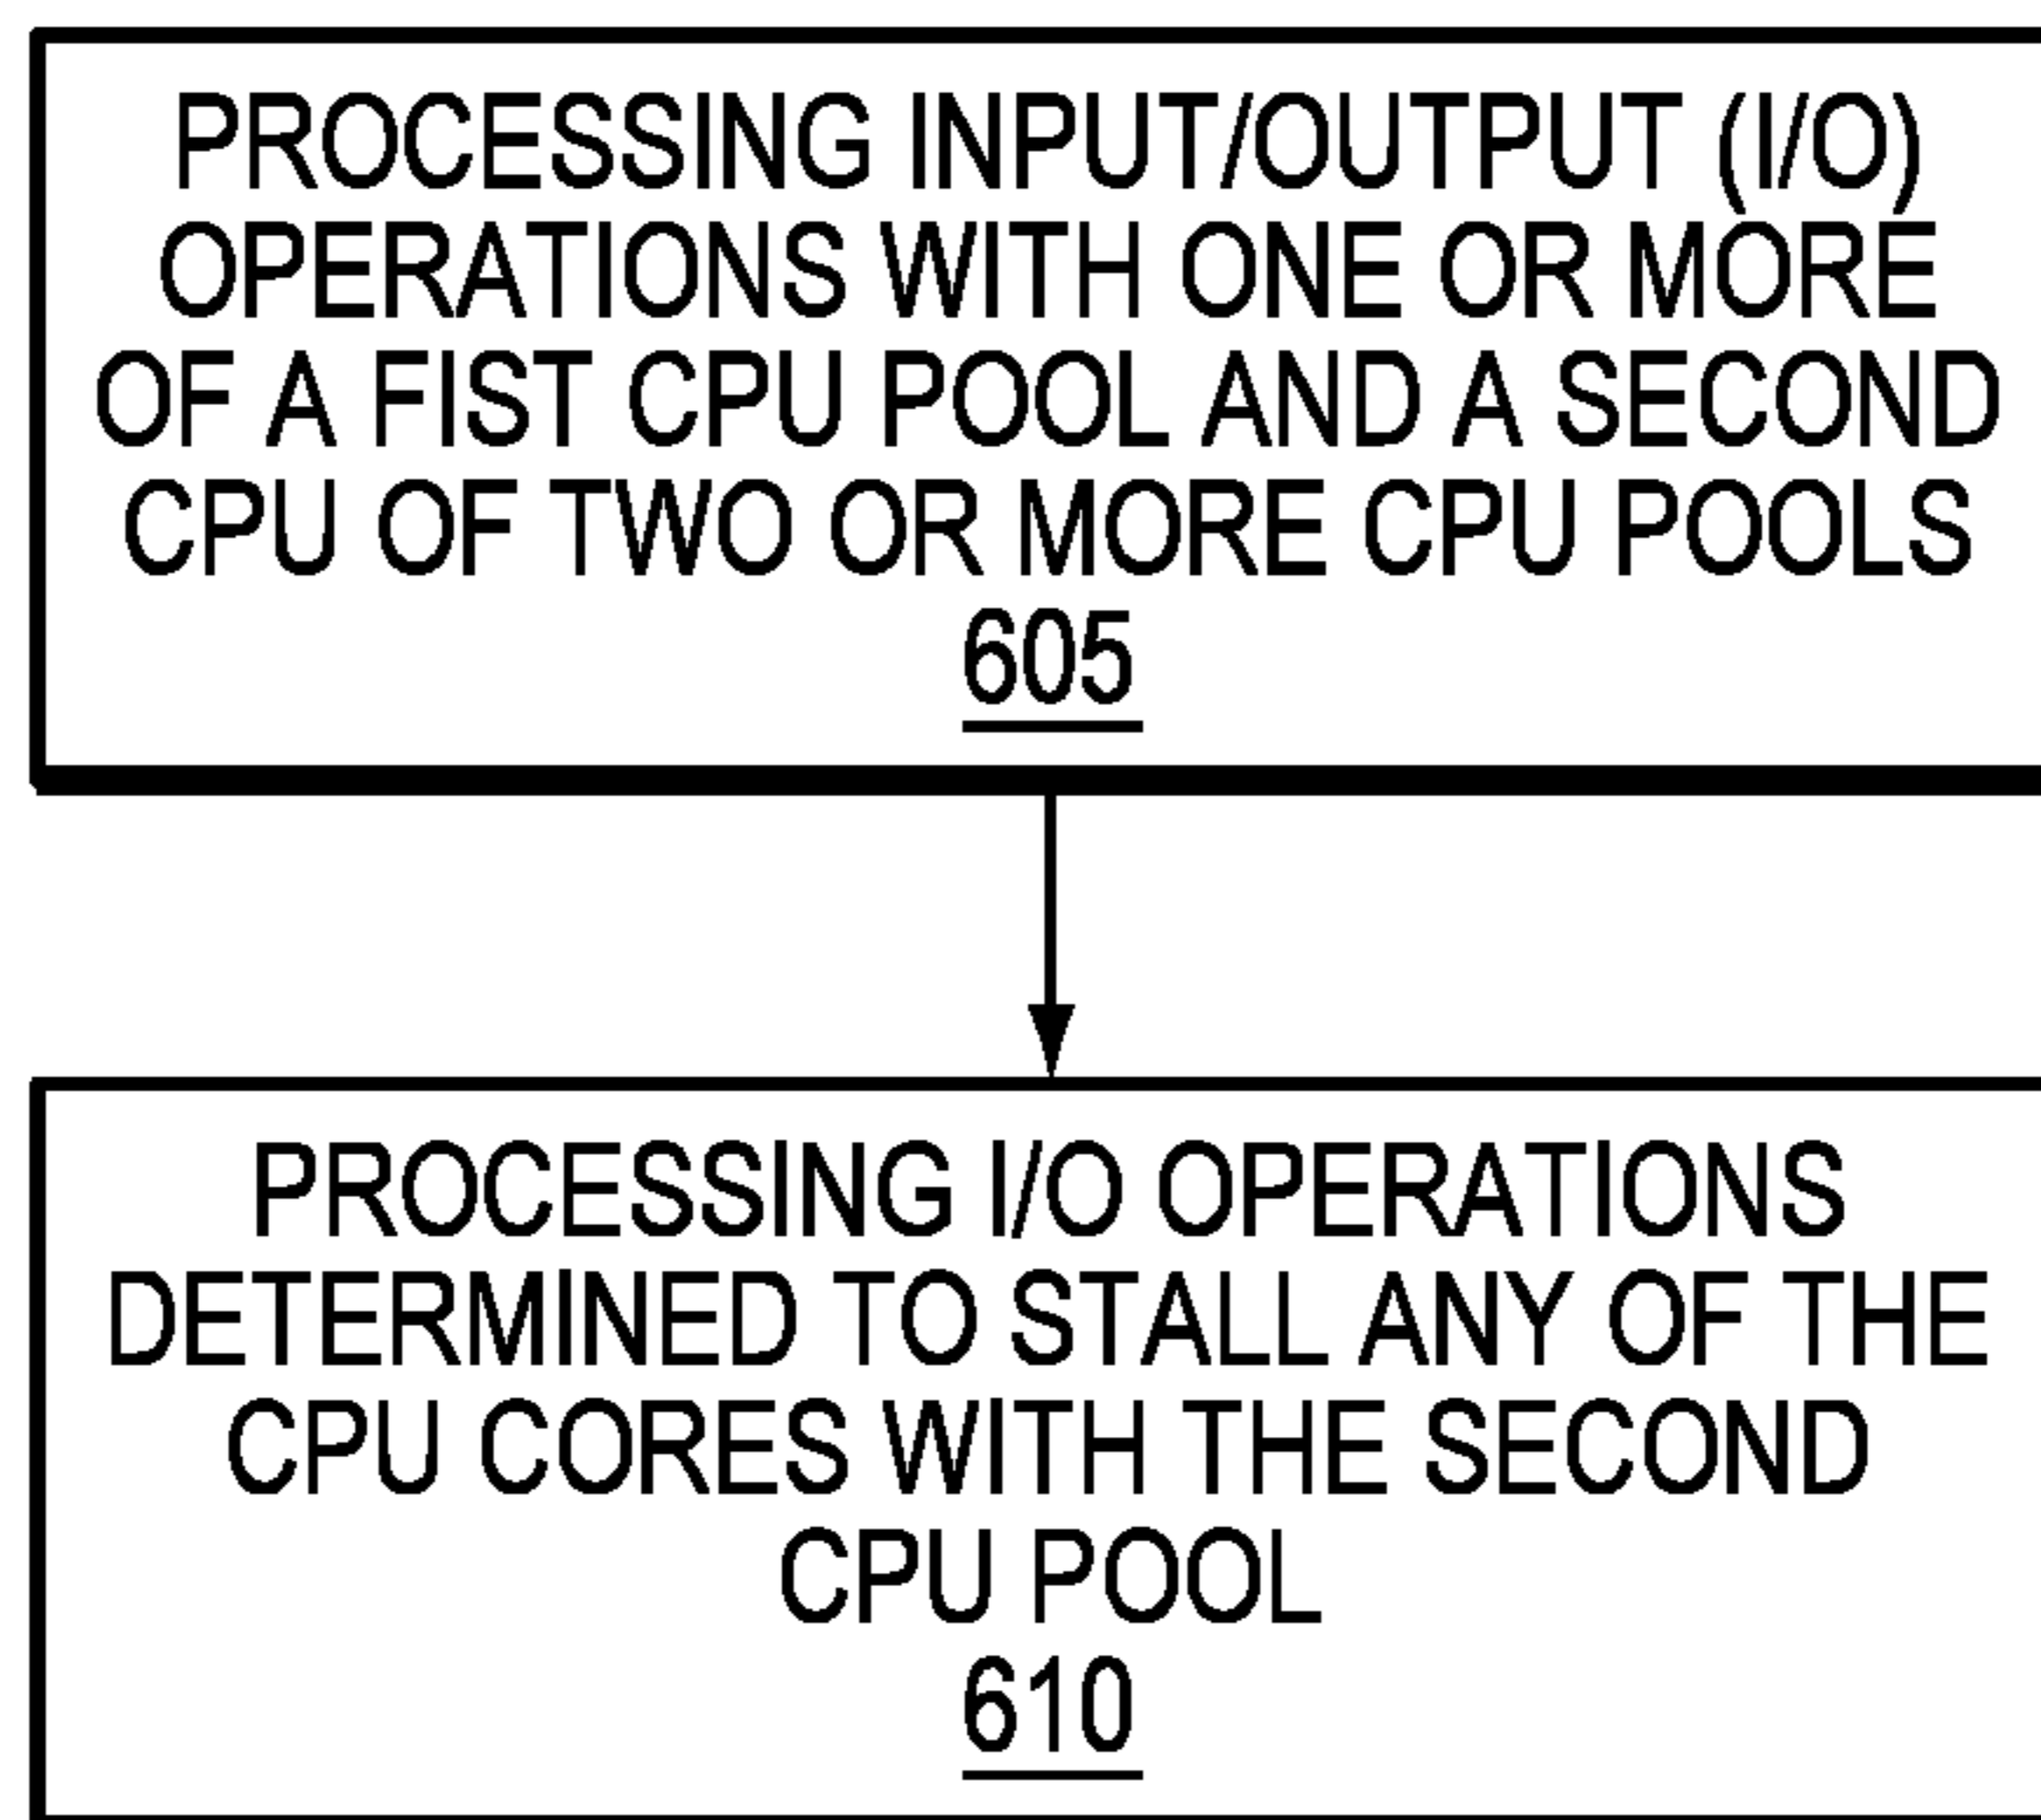 PROCESSING INPUT/OUTPUT (I/O)
OPERATIONS WITH ONE OR MORE
OF A FIST CPU POOL AND A SECOND
CPU OF TWO OR MORE CPU POOLS
605
PROCESSING I/O OPERATIONS
DETERMINED TO STALL ANY OF THE
CPU CORES WITH THE SECOND
CPU POOL
610